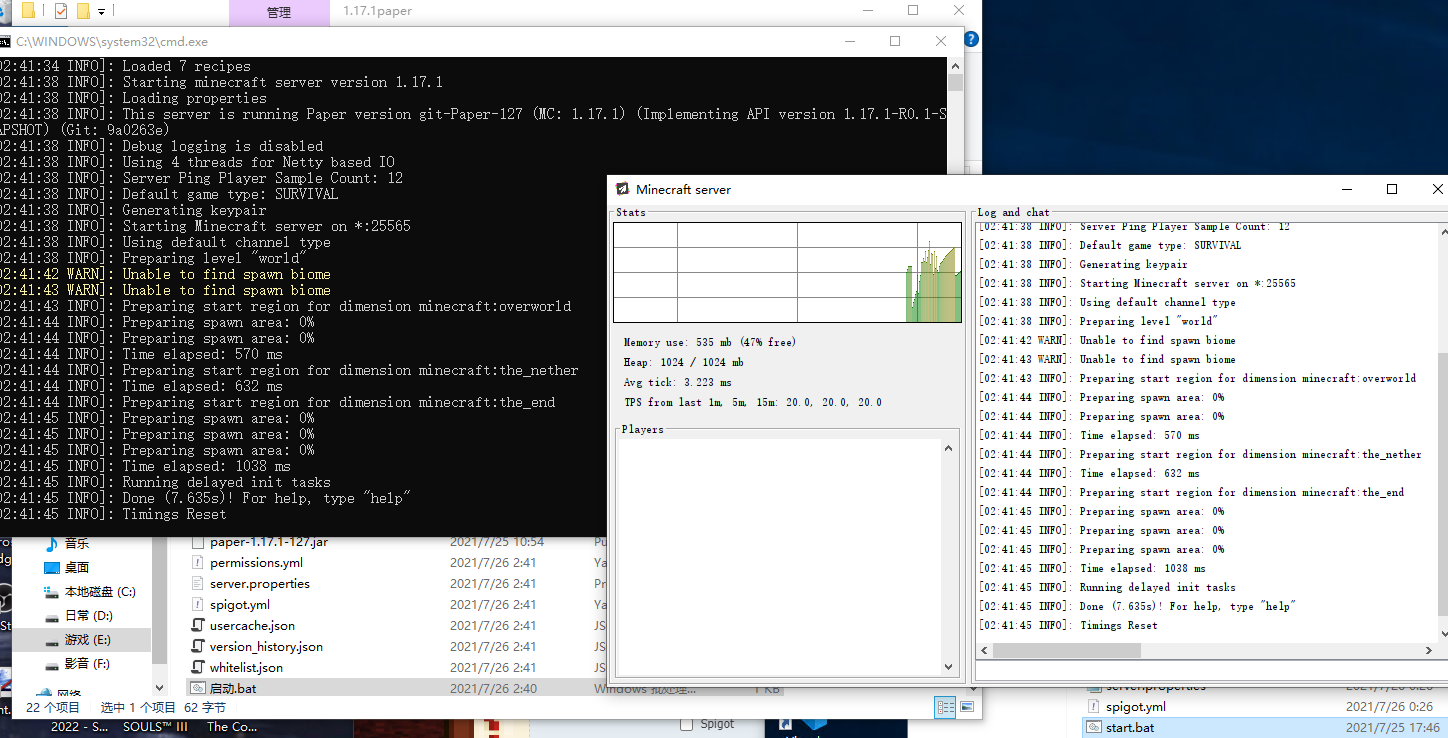 管理
1.17.1paper
C:\WINDOWS\system32\cmd.exe
02:41:34 INFO]: Loaded 7 recipes
02:41:38 INFO]: Starting minecraft server version 1.17.1
02:41:38 INFO]: Loading properties
02:41:38 INFO]: This server is running Paper version git-Paper-127 (MC: 1.17.1) (Implementing API version 1.17.1-R0.1-S
APSHOT) (Git: 9a0263e)
02:41:38 INFO]: Debug logging is disabled
02:41:38 INFO]: Using 4 threads for Netty based IO
02:41:38 INFO]: Server Ping Player Sample Count: 12
02:41:38 INFO]: Default game type: SURVIVAL
02:41:38 INFO]: Generating keypair
02:41:38 INFO]: Starting Minecraft server on *:25565
02:41:38 INFO]: Using default channel type
02:41:38 INFO]: Preparing level "world"
02:41:42 WARN]: Unable to find spawn biome
02:41:43 WARN]: Unable to find spawn biome
02:41:43 INFO]: Preparing start region for dimension minecraft:overworld
02:41:44 INFO]: Preparing spawn area: 0%
02:41:44 INFO]: Preparing spawn area: 0%
02:41:44 INFO]: Time elapsed: 570 ms
02:41:44 INFO]: Preparing start region for dimension minecraft:the_nether
02:41:44 INFO]: Time elapsed: 632 ms
02:41:44 INFO]: Preparing start region for dimension minecraft:the_end
02:41:45 INFO]: Preparing spawn area: 0%
02:41:45 INFO]: Preparing spawn area: 0%
02:41:45 INFO]: Preparing spawn area: 0%
02:41:45 INFO]: Time elapsed: 1038 ms
02:41:45 INFO]: Running delayed init tasks
02:41:45 INFO]: Done (7.635s)! For help, type "help"
02:41:45 INFO]: Timings Reset
Minecraft server
Stats
Memory use: 535 mb (47% free)
Heap: 1024 / 1024 mb
Avg tick: 3.223 ms
TPS from last 1m, 5m, 15m: 20.0, 20.0, 20.0
Players
Log and chat
[02:41:38 INFO]: Server Ping Player Sample Count: 12
[02:41:38 INFO]: Default game type: SURVIVAL
[02:41:38 INFO]: Generating keypair
[02:41:38 INFO]: Starting Minecraft server on *:25565
[02:41:38 INFO]: Using default channel type
[02:41:38 INFO]: Preparing level "world"
[02:41:42 WARN]: Unable to find spawn biome
[02:41:43 WARN]: Unable to find spawn biome
[02:41:43 INFO]: Preparing start region for dimension minecraft:overworld
[02:41:44 INFO]: Preparing spawn area: 0%
[02:41:44 INFO]: Preparing spawn area: 0%
[02:41:44 INFO]: Time elapsed: 570 ms
[02:41:44 INFO]: Preparing start region for dimension minecraft:the_nether
[02:41:44 INFO]: Time elapsed: 632 ms
[02:41:44 INFO]: Preparing start region for dimension minecraft:the_end
[02:41:45 INFO]: Preparing spawn area: 0%
[02:41:45 INFO]: Preparing spawn area: 0%
[02:41:45 INFO]: Preparing spawn area: 0%
[02:41:45 INFO]: Time elapsed: 1038 ms
[02:41:45 INFO]: Running delayed init tasks
[02:41:45 INFO]: Done (7.635s)! For help, type "help"
[02:41:45 INFO]: Timings Reset
音乐
桌面
本地磁盘 (C:)
日常 (D:)
游戏 (E:)
影音 (F:)
网络
paper-1.17.1-127.jar 2021/7/25 10:54
permissions.yml 2021/7/26 2:41 Ya
server.properties 2021/7/26 2:41 Pr
spigot.yml 2021/7/26 2:41 Ya
usercache.json 2021/7/26 2:41 JS
version_history.json 2021/7/26 2:41 JS
whitelist.json 2021/7/26 2:41 JS
启动.bat 2021/7/26 2:40 Windows 批处理... 1 KB
22 个项目 选中 1 个项目 62 字节
2022 - S... SOULS™ III The Co...
Spigot
server.properties 2021/7/26 0:26
spigot.yml 2021/7/26 0:26
start.bat 2021/7/25 17:46